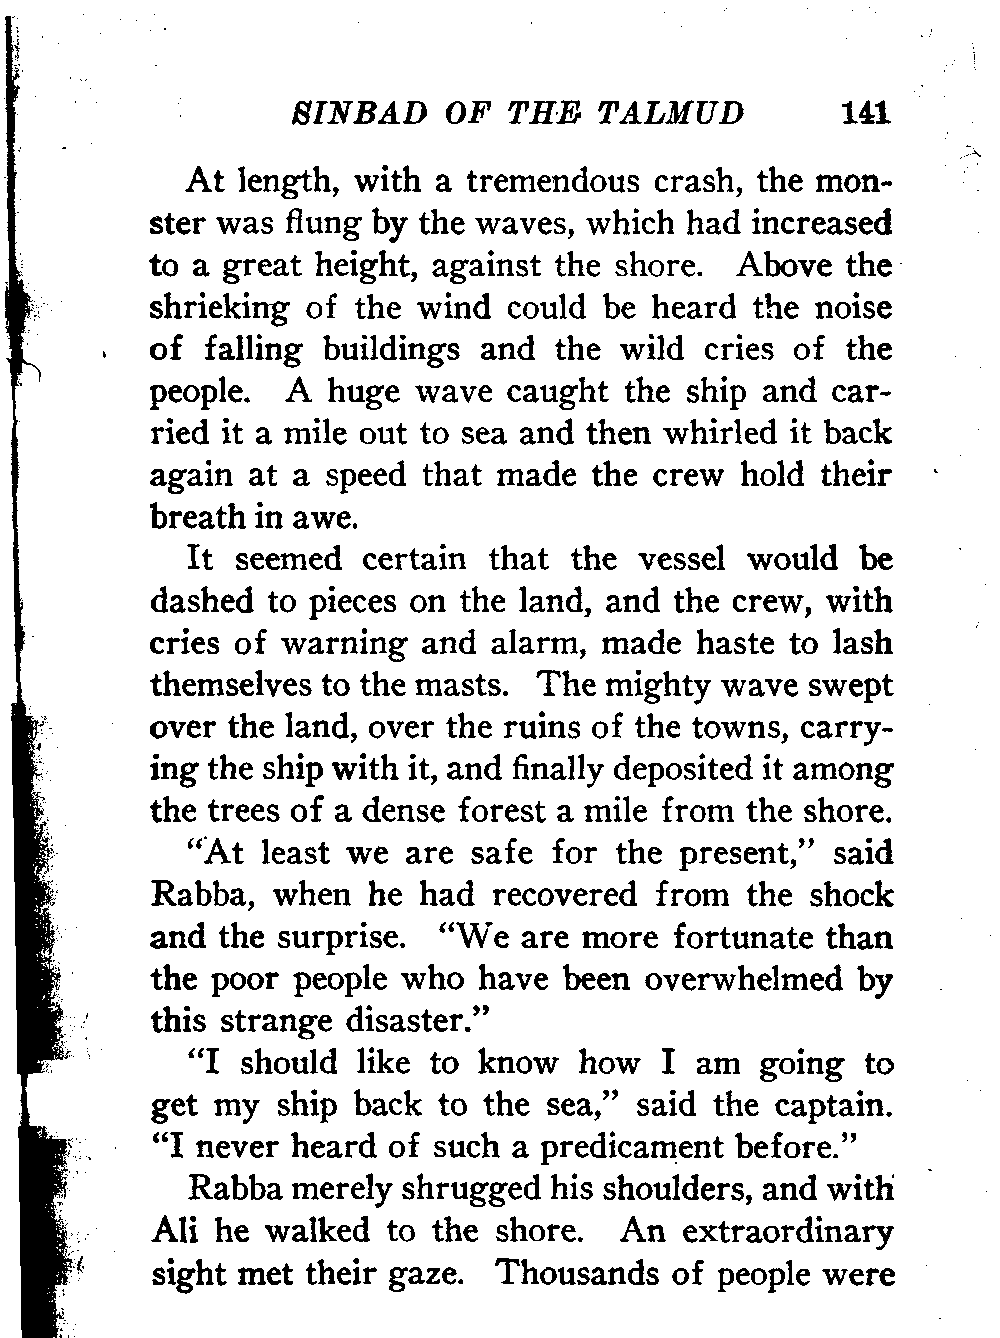 SINBAD OF THE TALMUD 141
At length, with a tremendous crash, the mon-
ster was flung by the waves, which had increased
to a great height, against the shore. Above the
shrieking of the wind could be heard the noise
of falling buildings and the wild cries of the
people. A huge wave caught the ship and car-
ried it a mile out to sea and then whirled it back
again at a speed that made the crew hold their
breath in awe.
It seemed certain that the vessel would be
dashed to pieces on the land, and the crew, with
cries of warning and alarm, made haste to lash
themselves to the masts. The mighty wave swept
over the land, over the ruins of the towns, carry-
ing the ship with it, and finally deposited it among
the trees of a dense forest a mile from the shore.
“At least we are safe for the present,” said
Rabba, when he had recovered from the shock
and the surprise. “We are more fortunate than
the poor people who have been overwhelmed by
this strange disaster.”
“I should like to know how I am going to
get my ship back to the sea,” said the captain.
“I never heard of such a predicament before.”
Rabba merely shrugged his shoulders, and with
Ali he walked to the shore. An extraordinary
sight met their gaze. Thousands of people were